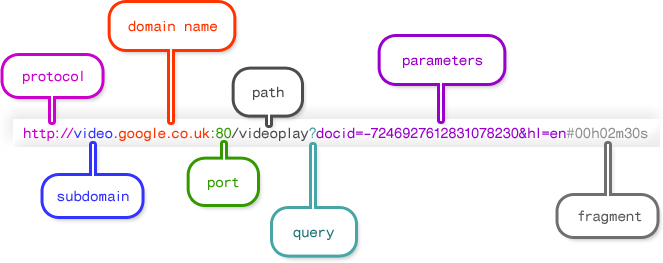 domain name
protocol
parameters
path
http://video.google.co.uk:80/videoplay?docid=-7246927612831078230&hl=en#00h02m30s
subdomain
port
query
fragment